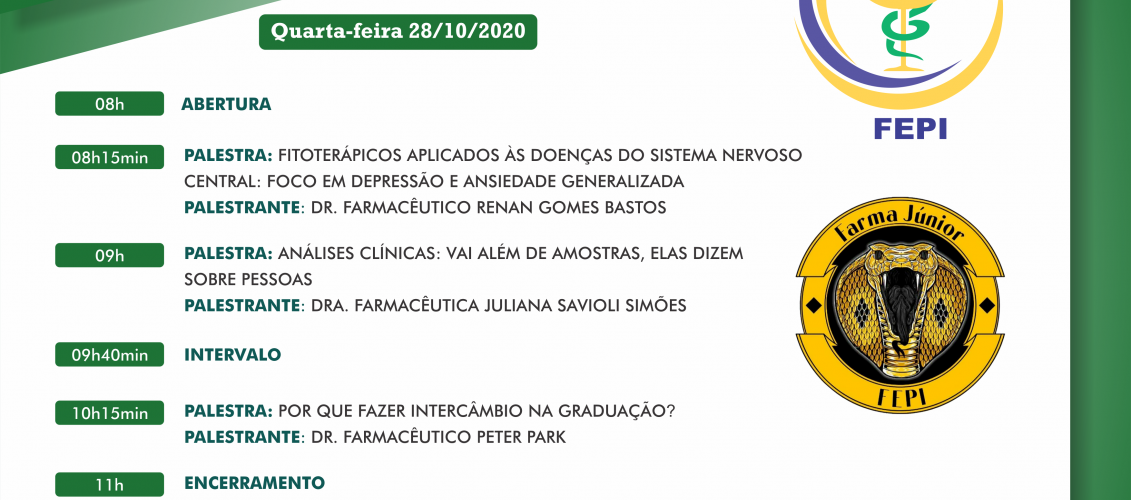 Quarta-feira 28/10/2020
08h ABERTURA
08h15min PALESTRA: FITOTERÁPICOS APLICADOS ÀS DOENÇAS DO SISTEMA NERVOSO
CENTRAL: FOCO EM DEPRESSÃO E ANSIEDADE GENERALIZADA
PALESTRANTE: DR. FARMACÊUTICO RENAN GOMES BASTOS
09h PALESTRA: ANÁLISES CLÍNICAS: VAI ALÉM DE AMOSTRAS, ELAS DIZEM
SOBRE PESSOAS
PALESTRANTE: DRA. FARMACÊUTICA JULIANA SAVIOLI SIMÕES
09h40min INTERVALO
10h15min PALESTRA: POR QUE FAZER INTERCÂMBIO NA GRADUAÇÃO?
PALESTRANTE: DR. FARMACÊUTICO PETER PARK
11h ENCERRAMENTO
FEPI
Farma Júnior
FEPI